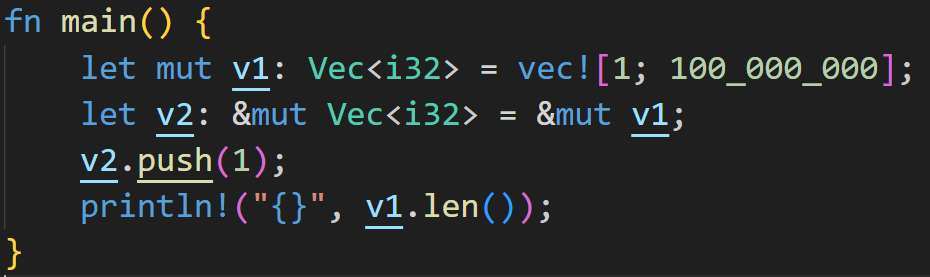 fn main() {
    let mut v1: Vec<i32> = vec![1; 100_000_000];
    let v2: &mut Vec<i32> = &mut v1;
    v2.push(1);
    println!("{}", v1.len());
}